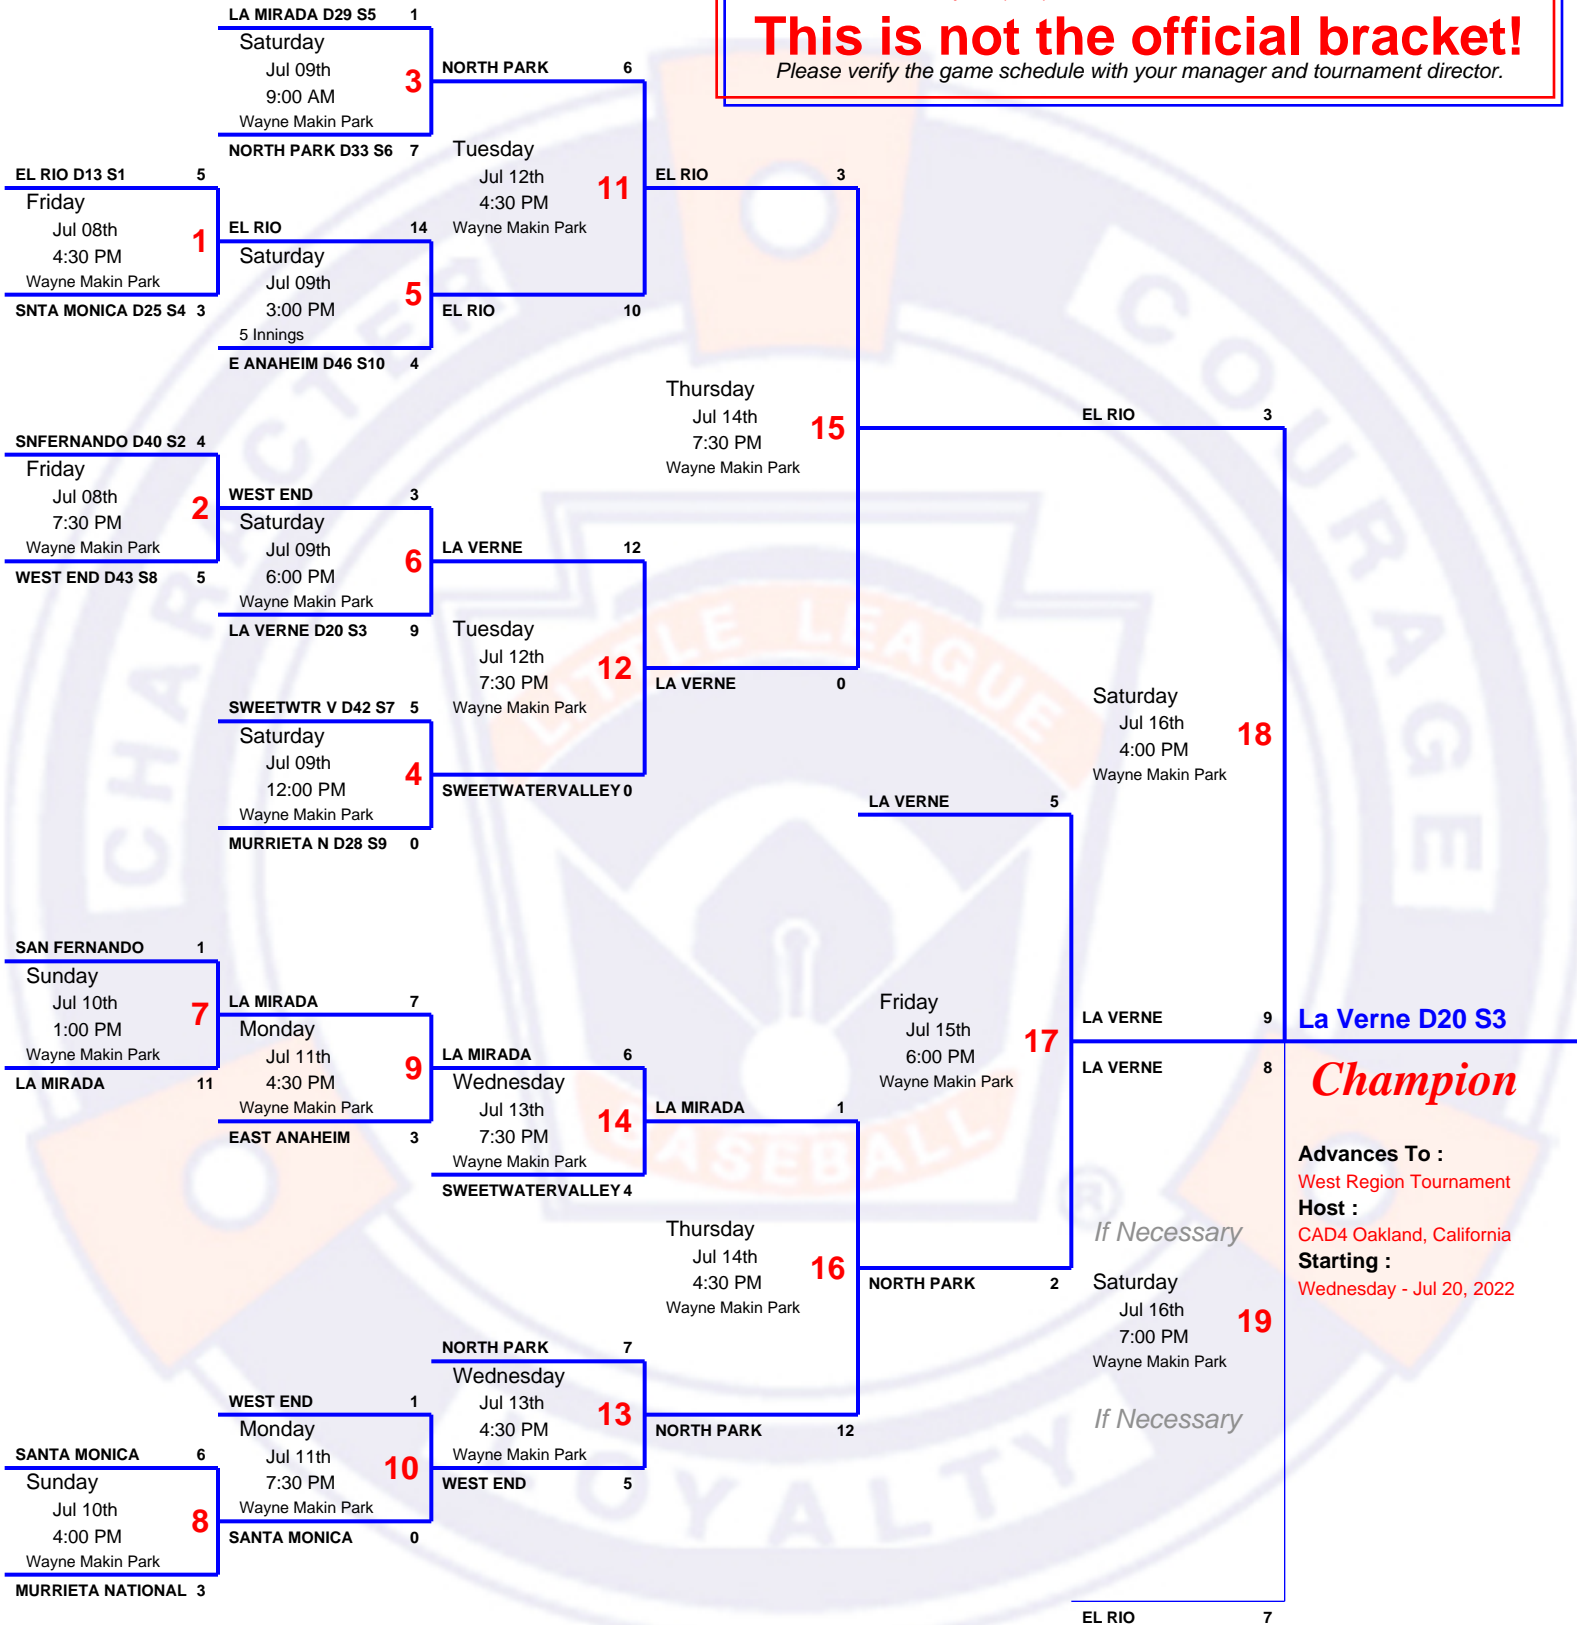 This is not the official bracket!
Please verify the game schedule with your manager and tournament director.
LA MIRADA D29 S5 1
Saturday
Jul 09th
9:00 AM
Wayne Makin Park
3
NORTH PARK D33 S6 7
EL RIO D13 S1 5
Friday
Jul 08th
4:30 PM
Wayne Makin Park
1
SNTA MONICA D25 S4 3
EL RIO 14
Saturday
Jul 09th
3:00 PM
5 Innings
5
E ANAHEIM D46 S10 4
NORTH PARK 6
Tuesday
Jul 12th
4:30 PM
Wayne Makin Park
11
EL RIO 10
SNFERNANDO D40 S2 4
Friday
Jul 08th
7:30 PM
Wayne Makin Park
2
WEST END D43 S8 5
WEST END 3
Saturday
Jul 09th
6:00 PM
Wayne Makin Park
6
LA VERNE D20 S3 9
SWEETWTR V D42 S7 5
Saturday
Jul 09th
12:00 PM
Wayne Makin Park
4
MURRIETA N D28 S9 0
LA VERNE 12
Tuesday
Jul 12th
7:30 PM
Wayne Makin Park
12
SWEETWATERVALLEY 0
EL RIO 3
Thursday
Jul 14th
7:30 PM
Wayne Makin Park
15
LA VERNE 0
SAN FERNANDO 1
Sunday
Jul 10th
1:00 PM
Wayne Makin Park
7
LA MIRADA 11
LA MIRADA 7
Monday
Jul 11th
4:30 PM
Wayne Makin Park
9
EAST ANAHEIM 3
LA MIRADA 6
Wednesday
Jul 13th
7:30 PM
Wayne Makin Park
14
SWEETWATERVALLEY 4
SANTA MONICA 6
Sunday
Jul 10th
4:00 PM
Wayne Makin Park
8
MURRIETA NATIONAL 3
WEST END 1
Monday
Jul 11th
7:30 PM
Wayne Makin Park
10
SANTA MONICA 0
NORTH PARK 7
Wednesday
Jul 13th
4:30 PM
Wayne Makin Park
13
WEST END 5
LA MIRADA 1
Thursday
Jul 14th
4:30 PM
Wayne Makin Park
16
NORTH PARK 12
LA VERNE 5
Friday
Jul 15th
6:00 PM
Wayne Makin Park
17
NORTH PARK 2
EL RIO 3
Saturday
Jul 16th
4:00 PM
Wayne Makin Park
18
LA VERNE 9
LA VERNE 8
If Necessary
Saturday
Jul 16th
7:00 PM
Wayne Makin Park
19
If Necessary
EL RIO 7
La Verne D20 S3
Champion
Advances To :
West Region Tournament
Host :
CAD4 Oakland, California
Starting :
Wednesday - Jul 20, 2022
CHARACTER
COURAGE
LOYALTY
LITTLE LEAGUE
BASEBALL
®